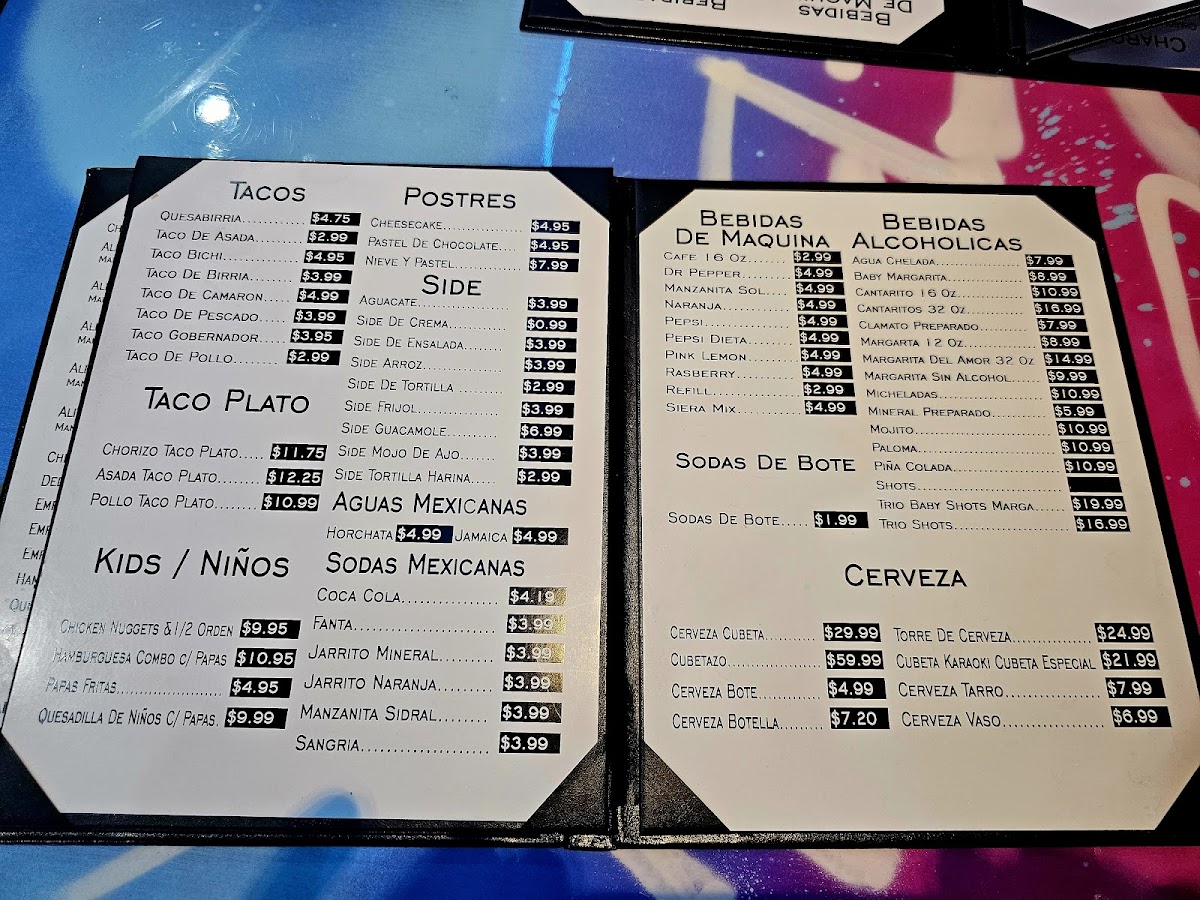 BEBIDAS
BEBIDAS
DE MAQUI
TACOS
QUESABIRRIA........... $4.75
TACO DE ASADA....... $2.99
TACO BICHI............. $4.95
TACO DE BIRRIA........ $3.99
TACO DE CAMARON.... $4.99
TACO DE PESCADO..... $3.99
TACO GOBERNADOR.... $3.95
TACO DE POLLO......... $2.99
TACO PLATO
CHORIZO TACO PLATO..... $11.75
ASADA TACO PLATO...... $12.25
POLLO TACO PLATO....... $10.99
KIDS / NIÑOS
CHICKEN NUGGETS &1/2 ORDEN $9.95
HAMBURGUESA COMBO C/ PAPAS $10.95
PAPAS FRITAS...................... $4.95
QUESADILLA DE NIÑOS C/ PAPAS. $9.99
POSTRES
CHEESECAKE................ $4.95
PASTEL DE CHOCOLATE.... $4.95
NIEVE Y PASTEL............. $7.99
SIDE
AGUACATE.................... $3.99
SIDE DE CREMA.............. $0.99
SIDE DE ENSALADA.......... $3.99
SIDE ARROZ.................. $3.99
SIDE DE TORTILLA.......... $2.99
SIDE FRIJOL................. $3.99
SIDE GUACAMOLE.......... $6.99
SIDE MOJO DE AJO......... $3.99
SIDE TORTILLA HARINA..... $2.99
AGUAS MEXICANAS
HORCHATA $4.99 JAMAICA $4.99
SODAS MEXICANAS
COCA COLA.................. $4.19
FANTA........................ $3.99
JARRITO MINERAL.......... $3.99
JARRITO NARANJA.......... $3.99
MANZANITA SIDRAL........ $3.99
SANGRIA..................... $3.99
BEBIDAS
DE MAQUINA
CAFE 16 OZ....... $2.99
DR PEPPER......... $4.99
MANZANITA SOL.... $4.99
NARANJA............ $4.99
PEPSI................ $4.99
PEPSI DIETA........ $4.99
PINK LEMON........ $4.99
RASBERRY........... $4.99
REFILL............... $2.99
SIERA MIX........... $4.99
SODAS DE BOTE
SODAS DE BOTE..... $1.99
BEBIDAS
ALCOHOLICAS
AGUA CHELADA............. $7.99
BABY MARGARITA........... $8.99
CANTARITO 16 OZ.......... $10.99
CANTARITOS 32 OZ......... $16.99
CLAMATO PREPARADO....... $7.99
MARGARTA 12 OZ........... $8.99
MARGARITA DEL AMOR 32 OZ $14.99
MARGARITA SIN ALCOHOL...... $9.99
MICHELADAS................. $10.99
MINERAL PREPARADO........ $5.99
MOJITO...................... $10.99
PALOMA..................... $10.99
PIÑA COLADA............... $10.99
SHOTS.......................
TRIO BABY SHOTS MARGA..... $19.99
TRIO SHOTS................. $16.99
CERVEZA
CERVEZA CUBETA.......... $29.99
CUBETAZO................. $59.99
CERVEZA BOTE............ $4.99
CERVEZA BOTELLA......... $7.20
TORRE DE CERVEZA............. $24.99
CUBETA KARAOKI CUBETA ESPECIAL $21.99
CERVEZA TARRO................ $7.99
CERVEZA VASO.................. $6.99